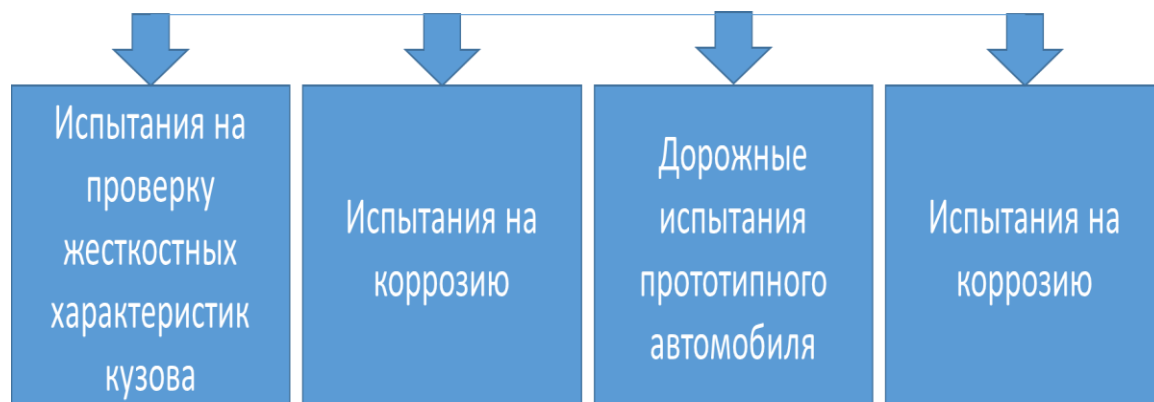 Испытания на
проверку
жесткостных
характеристик
кузова
Испытания на
коррозию
Дорожные
испытания
прототипного
автомобиля
Испытания на
коррозию